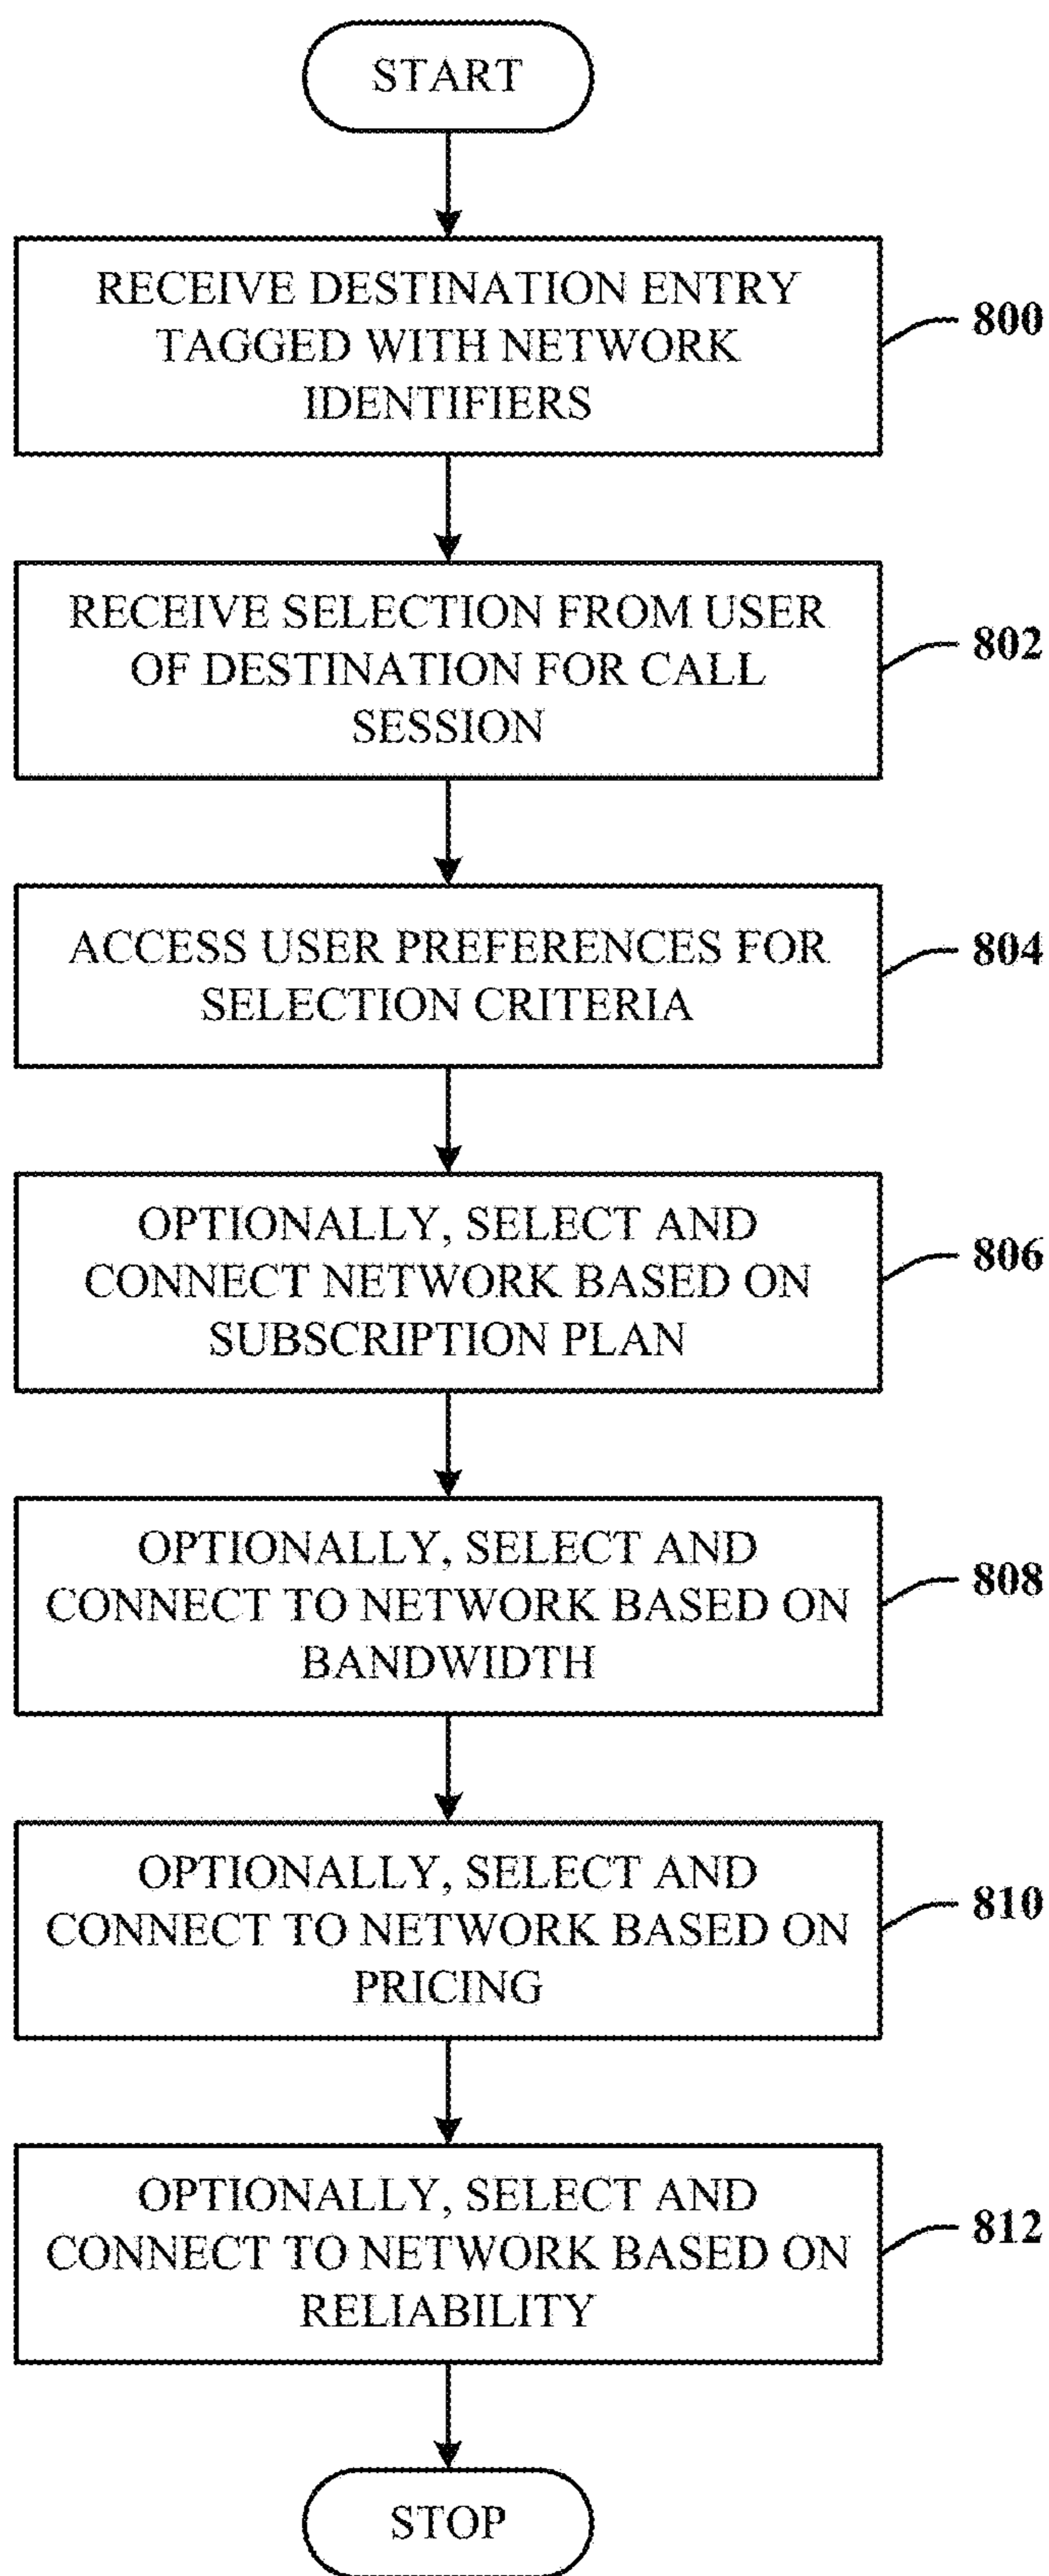 START
RECEIVE DESTINATION ENTRY
TAGGED WITH NETWORK
IDENTIFIERS
800
RECEIVE SELECTION FROM USER
OF DESTINATION FOR CALL
SESSION
802
ACCESS USER PREFERENCES FOR
SELECTION CRITERIA
804
OPTIONALLY, SELECT AND
CONNECT NETWORK BASED ON
SUBSCRIPTION PLAN
806
OPTIONALLY, SELECT AND
CONNECT TO NETWORK BASED ON
BANDWIDTH
808
OPTIONALLY, SELECT AND
CONNECT TO NETWORK BASED ON
PRICING
810
OPTIONALLY, SELECT AND
CONNECT TO NETWORK BASED ON
RELIABILITY
812
STOP